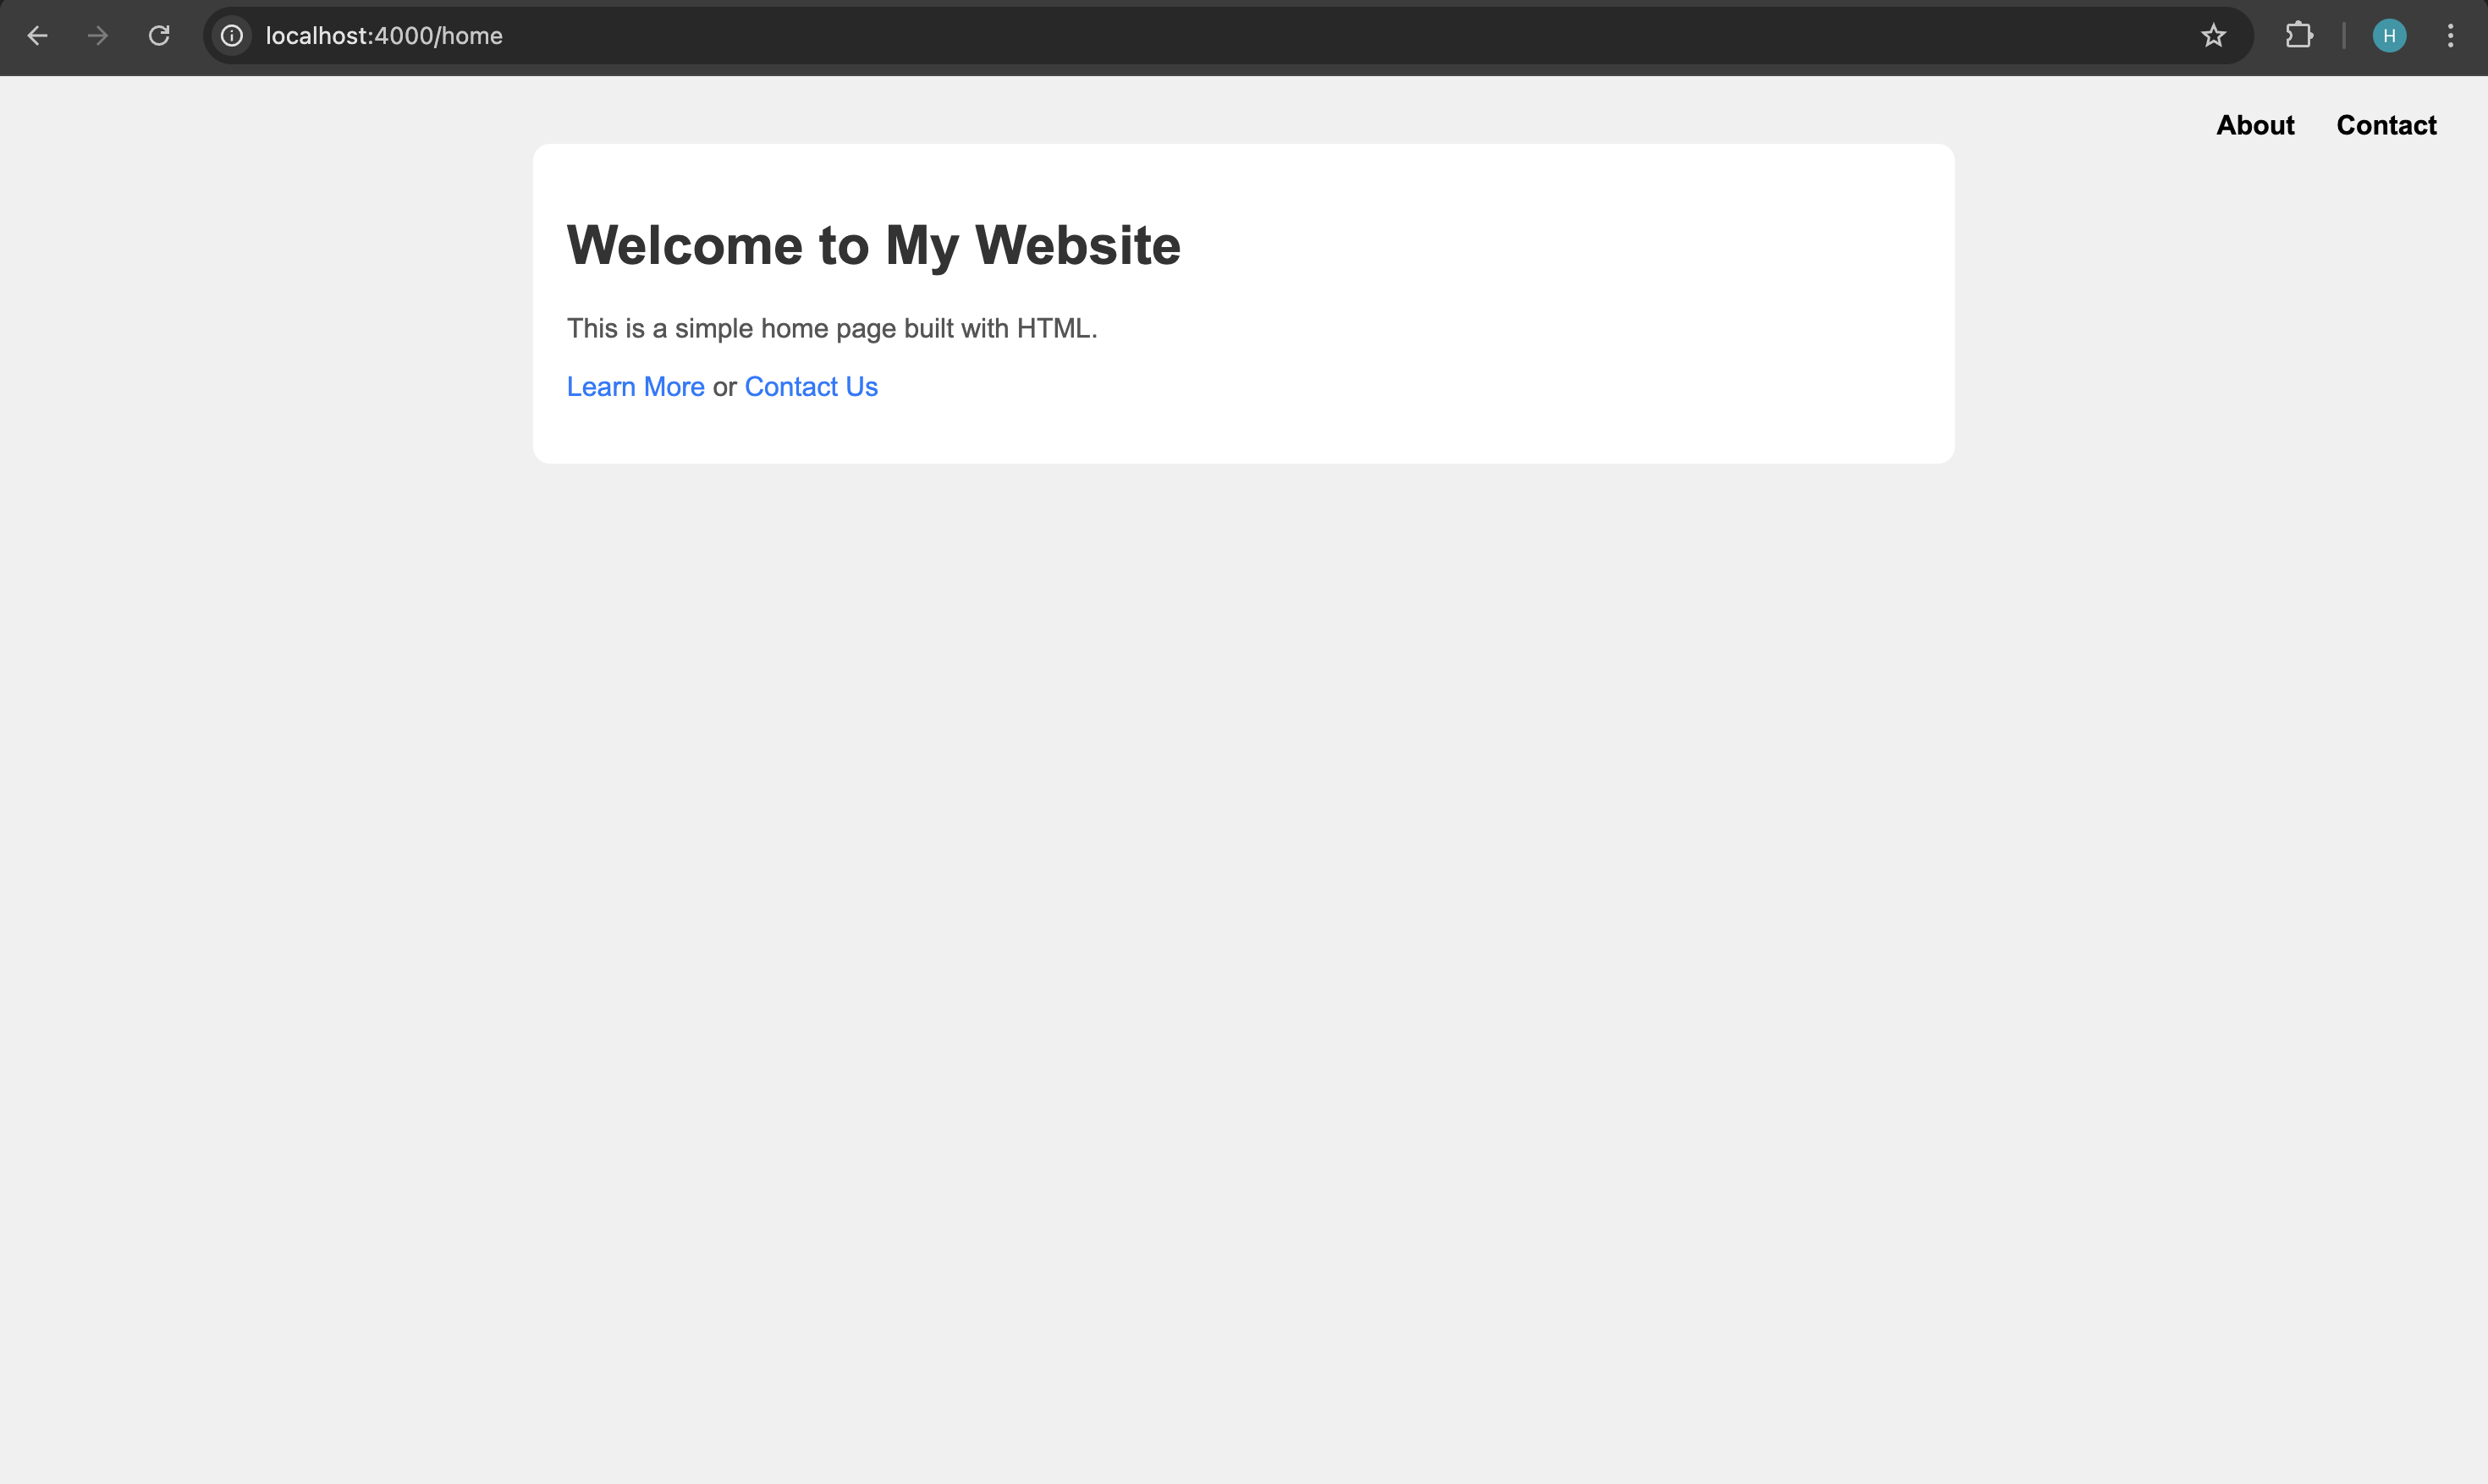 localhost:4000/home
H
About Contact
Welcome to My Website
This is a simple home page built with HTML.
Learn More or Contact Us